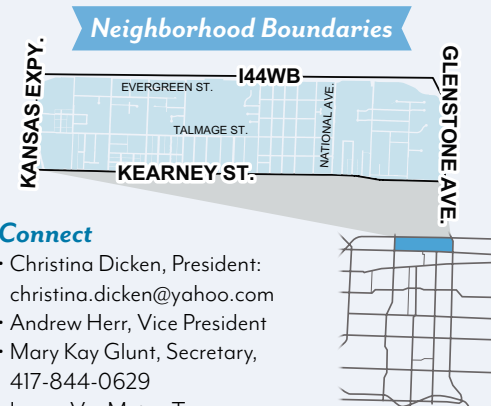 Neighborhood Boundaries
KANSAS EXPY.
I44WB
GLENSTONE AVE.
EVERGREEN ST.
NATIONAL AVE.
TALMAGE ST.
KEARNEY ST.
Connect
• Christina Dicken, President:
christina.dicken@yahoo.com
• Andrew Herr, Vice President
• Mary Kay Glunt, Secretary,
417-844-0629